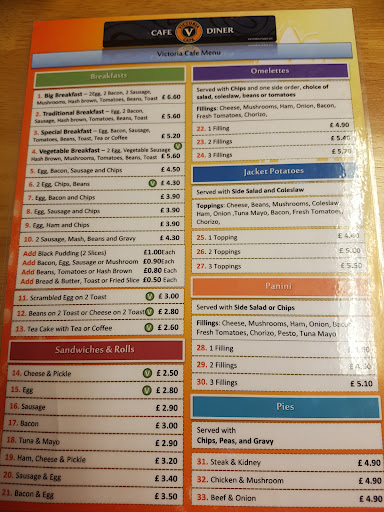 CAFE
VICTORIA
V
CAFE
DINER
Victoria Cafe Menu
Breakfasts
1. Big Breakfast – 2Egg, 2 Bacon, 2 Sausage,
Mushrooms, Hash brown, Tomatoes, Beans, Toast £ 6.60
2. Traditional Breakfast – Egg, 2 Bacon,
Sausage, Hash Brown, Tomatoes, Beans, Toast £ 5.60
3. Special Breakfast – Egg, Bacon, Sausage,
Tomatoes, Beans, Toast, Tea or Coffee £ 5.20
4. Vegetable Breakfast – 2 Egg, Vegetable Sausage V
Hash Brown, Mushrooms, Tomatoes, Beans, Toast £ 5.60
5. Egg, Bacon, Sausage and Chips £ 4.50
6. 2 Egg, Chips, Beans V £ 4.30
7. Egg, Bacon and Chips £ 3.90
8. Egg, Sausage and Chips £ 3.90
9. Egg, Ham and Chips £ 3.90
10. 2 Sausage, Mash, Beans and Gravy £ 4.30
Add Black Pudding (2 Slices) £1.00Each
Add Bacon, Egg, Sausage or Mushroom £0.90Each
Add Beans, Tomatoes or Hash Brown £0.80 Each
Add Bread & Butter, Toast or Fried Slice £0.50 Each
11. Scrambled Egg on 2 Toast V £ 3.00
12. Beans on 2 Toast or Cheese on 2 Toast V £ 2.80
13. Tea Cake with Tea or Coffee V £ 2.60
Sandwiches & Rolls
14. Cheese & Pickle V £ 2.50
15. Egg V £ 2.80
16. Sausage £ 2.90
17. Bacon £ 3.00
18. Tuna & Mayo £ 2.90
19. Ham, Cheese & Pickle £ 3.20
20. Sausage & Egg £ 3.40
21. Bacon & Egg £ 3.50
Omelettes
Served with Chips and one side order, choice of
salad, coleslaw, beans or tomatoes
Fillings: Cheese, Mushrooms, Ham, Onion, Bacon,
Fresh Tomatoes, Chorizo,
22. 1 Filling £ 4.90
23. 2 Filling
24. 3 Fillings
Jacket Potatoes
Served with Side Salad and Coleslaw
Toppings: Cheese, Beans, Mushrooms, Coleslaw
Ham, Onion ,Tuna Mayo, Bacon, Fresh Tomatoes,
Chorizo,
25. 1 Topping
26. 2 Toppings £ 5.00
27. 3 Toppings £ 5.50
Panini
Served with Side Salad or Chips
Fillings: Cheese, Mushrooms, Ham, Onion, Bacon
Fresh Tomatoes, Chorizo, Pesto, Tuna Mayo
28. 1 Filling
29. 2 Filling
30. 3 Fillings £ 5.10
Pies
Served with
Chips, Peas, and Gravy
31. Steak & Kidney £ 4.90
32. Chicken & Mushroom £ 4.90
33. Beef & Onion £ 4.90